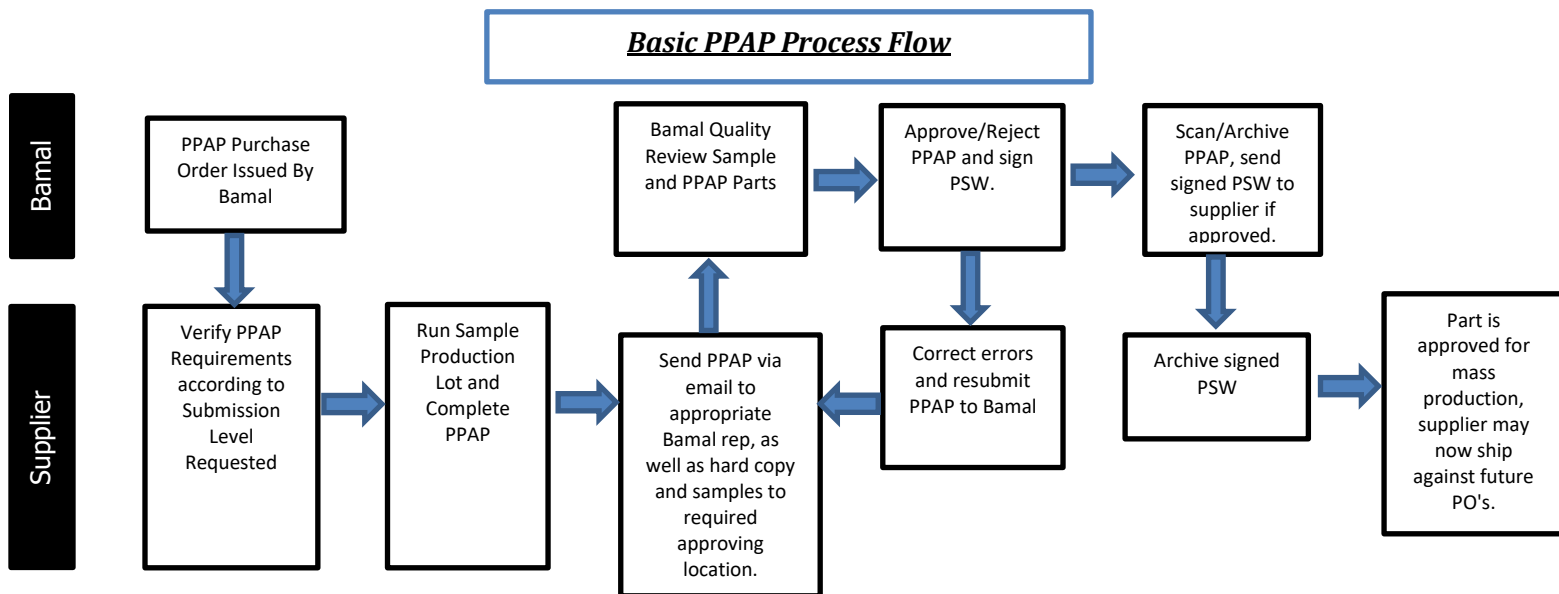 Basic PPAP Process Flow
Bamal
PPAP Purchase
Order Issued By
Bamal
Bamal Quality
Review Sample
and PPAP Parts
Approve/Reject
PPAP and sign
PSW.
Scan/Archive
PPAP, send
signed PSW to
supplier if
approved.
Supplier
Verify PPAP
Requirements
according to
Submission
Level
Requested
Run Sample
Production
Lot and
Complete
PPAP
Send PPAP via
email to
appropriate
Bamal rep, as
well as hard copy
and samples to
required
approving
location.
Correct errors
and resubmit
PPAP to Bamal
Archive signed
PSW
Part is
approved for
mass
production,
supplier may
now ship
against future
PO's.